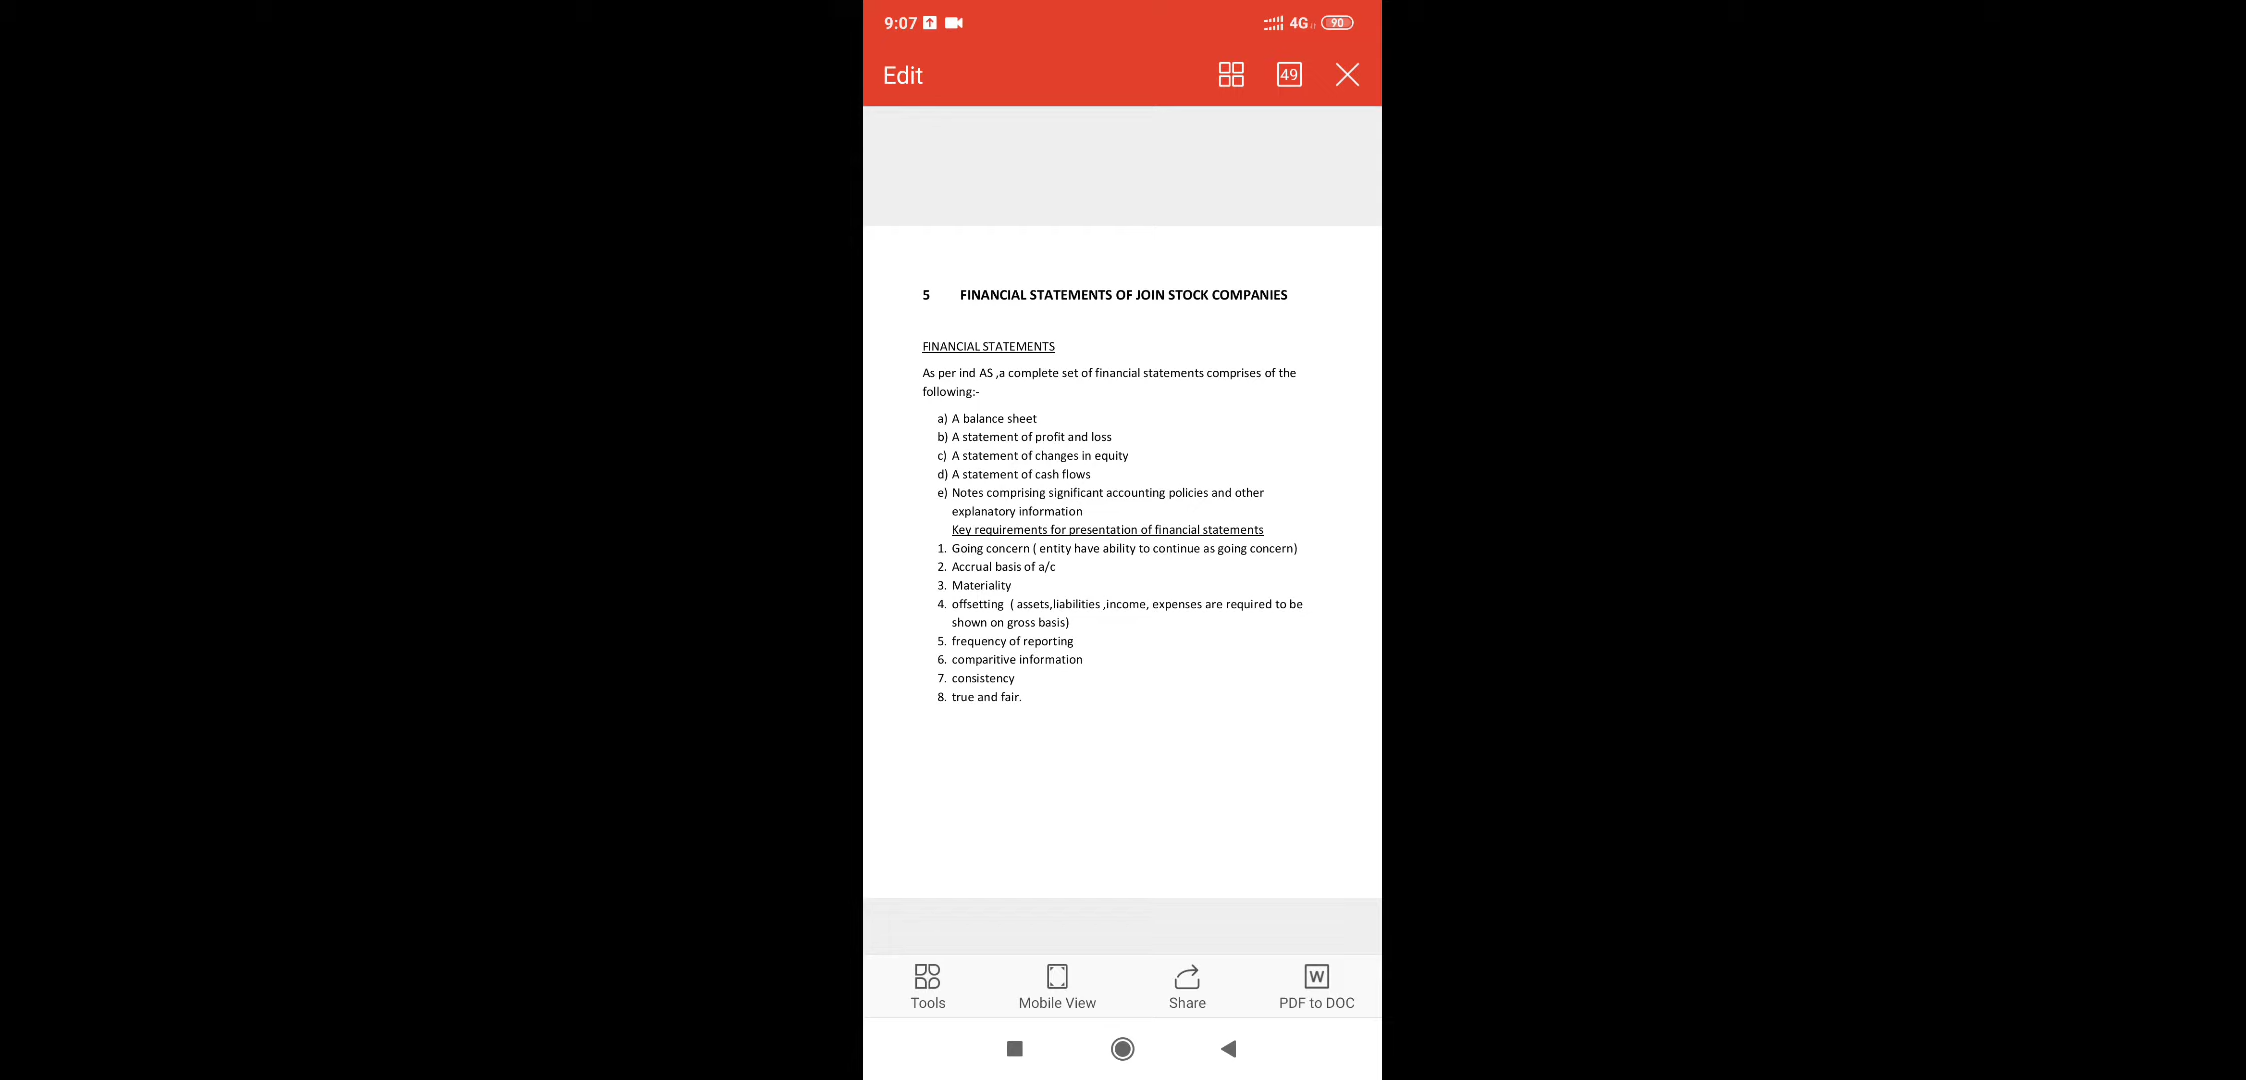 9:07 4G 90
Edit 49
5 FINANCIAL STATEMENTS OF JOIN STOCK COMPANIES
FINANCIAL STATEMENTS
As per ind AS ,a complete set of financial statements comprises of the
following:-
a) A balance sheet
b) A statement of profit and loss
c) A statement of changes in equity
d) A statement of cash flows
e) Notes comprising significant accounting policies and other
explanatory information
Key requirements for presentation of financial statements
1. Going concern ( entity have ability to continue as going concern)
2. Accrual basis of a/c
3. Materiality
4. offsetting ( assets,liabilities ,income, expenses are required to be
shown on gross basis)
5. frequency of reporting
6. comparitive information
7. consistency
8. true and fair.
Tools Mobile View Share W PDF to DOC